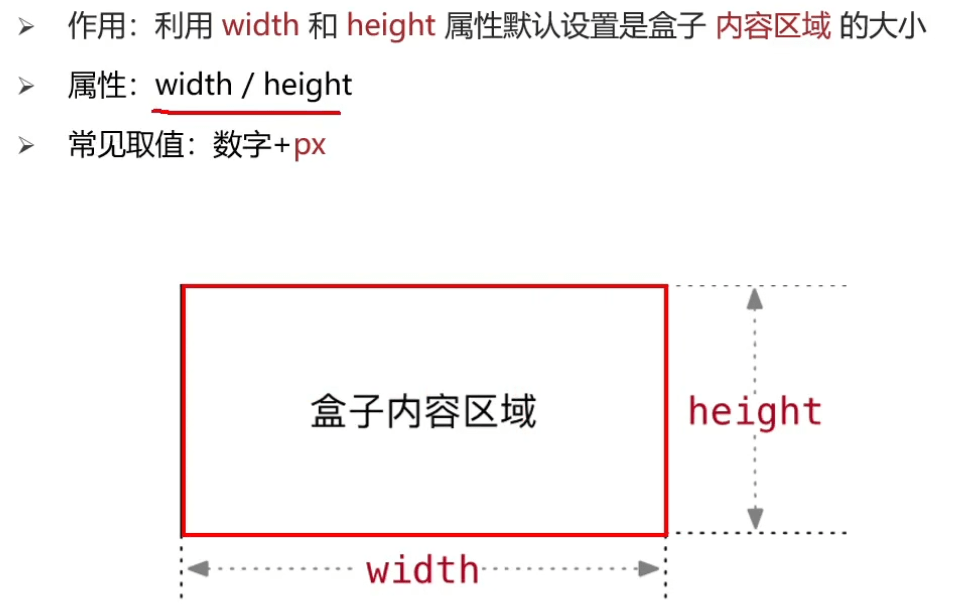 作用：利用 width 和 height 属性默认设置是盒子 内容区域 的大小
属性：width / height
常见取值：数字+px
盒子内容区域
height
width